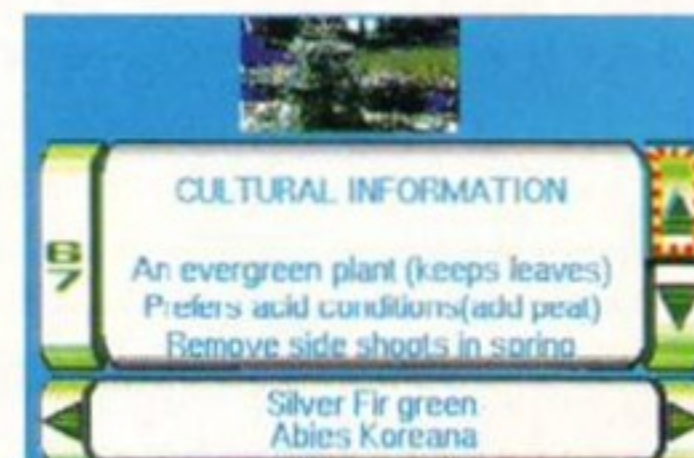 CULTURAL INFORMATION
6
7
An evergreen plant (keeps leaves)
Prefers acid conditions(add peat)
Remove side shoots in spring
Silver Fir green
Abies Koreana